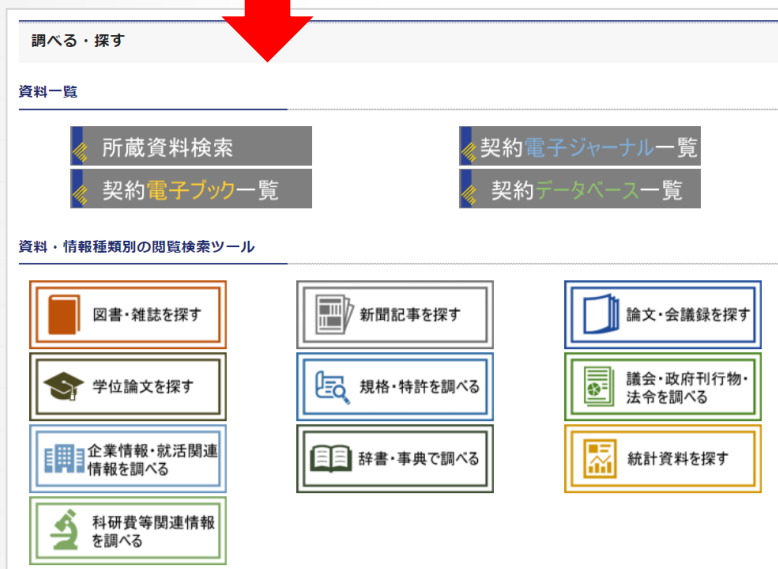 調べる・探す
資料一覧
所蔵資料検索
契約電子ジャーナル一覧
契約電子ブック一覧
契約データベース一覧
資料・情報種類別の閲覧検索ツール
図書・雑誌を探す
新聞記事を探す
論文・会議録を探す
学位論文を探す
規格・特許を調べる
議会・政府刊行物・
法令を調べる
企業情報・就活関連
情報を調べる
辞書・事典で調べる
統計資料を探す
科研費等関連情報
を調べる